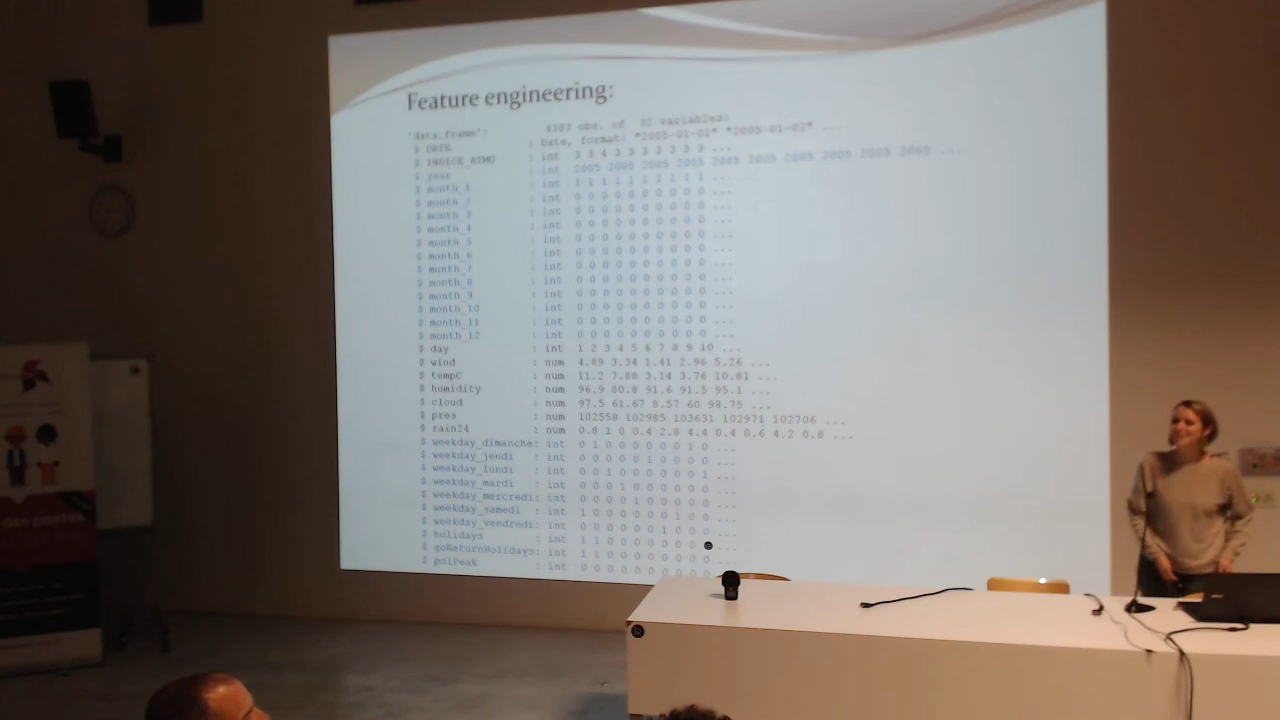 Feature engineering:
'data.frame': 4383 obs. of 32 variables:
$ DATE : Date, format: "2005-01-01" "2005-01-02" ...
$ INDICE_ATMO : int 3 3 4 3 3 3 3 3 3 3 ...
$ year : int 2005 2005 2005 2005 2005 2005 2005 2005 2005 2005 ...
$ month_1 : int 1 1 1 1 1 1 1 1 1 1 ...
$ month_2 : int 0 0 0 0 0 0 0 0 0 0 ...
$ month_3 : int 0 0 0 0 0 0 0 0 0 0 ...
$ month_4 : int 0 0 0 0 0 0 0 0 0 0 ...
$ month_5 : int 0 0 0 0 0 0 0 0 0 0 ...
$ month_6 : int 0 0 0 0 0 0 0 0 0 0 ...
$ month_7 : int 0 0 0 0 0 0 0 0 0 0 ...
$ month_8 : int 0 0 0 0 0 0 0 0 0 0 ...
$ month_9 : int 0 0 0 0 0 0 0 0 0 0 ...
$ month_10 : int 0 0 0 0 0 0 0 0 0 0 ...
$ month_11 : int 0 0 0 0 0 0 0 0 0 0 ...
$ month_12 : int 0 0 0 0 0 0 0 0 0 0 ...
$ day : int 1 2 3 4 5 6 7 8 9 10 ...
$ wind : num 4.89 3.34 1.41 2.96 5.26 ...
$ tempC : num 11.2 7.88 3.14 3.76 10.81 ...
$ humidity : num 96.9 80.8 91.6 91.5 95.1 ...
$ cloud : num 97.5 61.67 8.57 60 98.75 ...
$ pres : num 102558 102985 103631 102971 102706 ...
$ rain24 : num 0.8 1 0 0.4 2.8 4.4 0.4 0.6 4.2 0.8 ...
$ weekday_dimanche: int 0 1 0 0 0 0 0 0 1 0 ...
$ weekday_jeudi : int 0 0 0 0 0 1 0 0 0 0 ...
$ weekday_lundi : int 0 0 1 0 0 0 0 0 0 1 ...
$ weekday_mardi : int 0 0 0 1 0 0 0 0 0 0 ...
$ weekday_mercredi: int 0 0 0 0 1 0 0 0 0 0 ...
$ weekday_samedi : int 1 0 0 0 0 0 0 1 0 0 ...
$ weekday_vendredi: int 0 0 0 0 0 0 1 0 0 0 ...
$ holidays : int 1 1 0 0 0 0 0 0 0 ...
$ goReturnHolidays: int 1 1 0 0 0 0 0 0 0 ...
$ polPeak : int 0 0 0 0 0 0 0 0 0 0 ...
des pontes